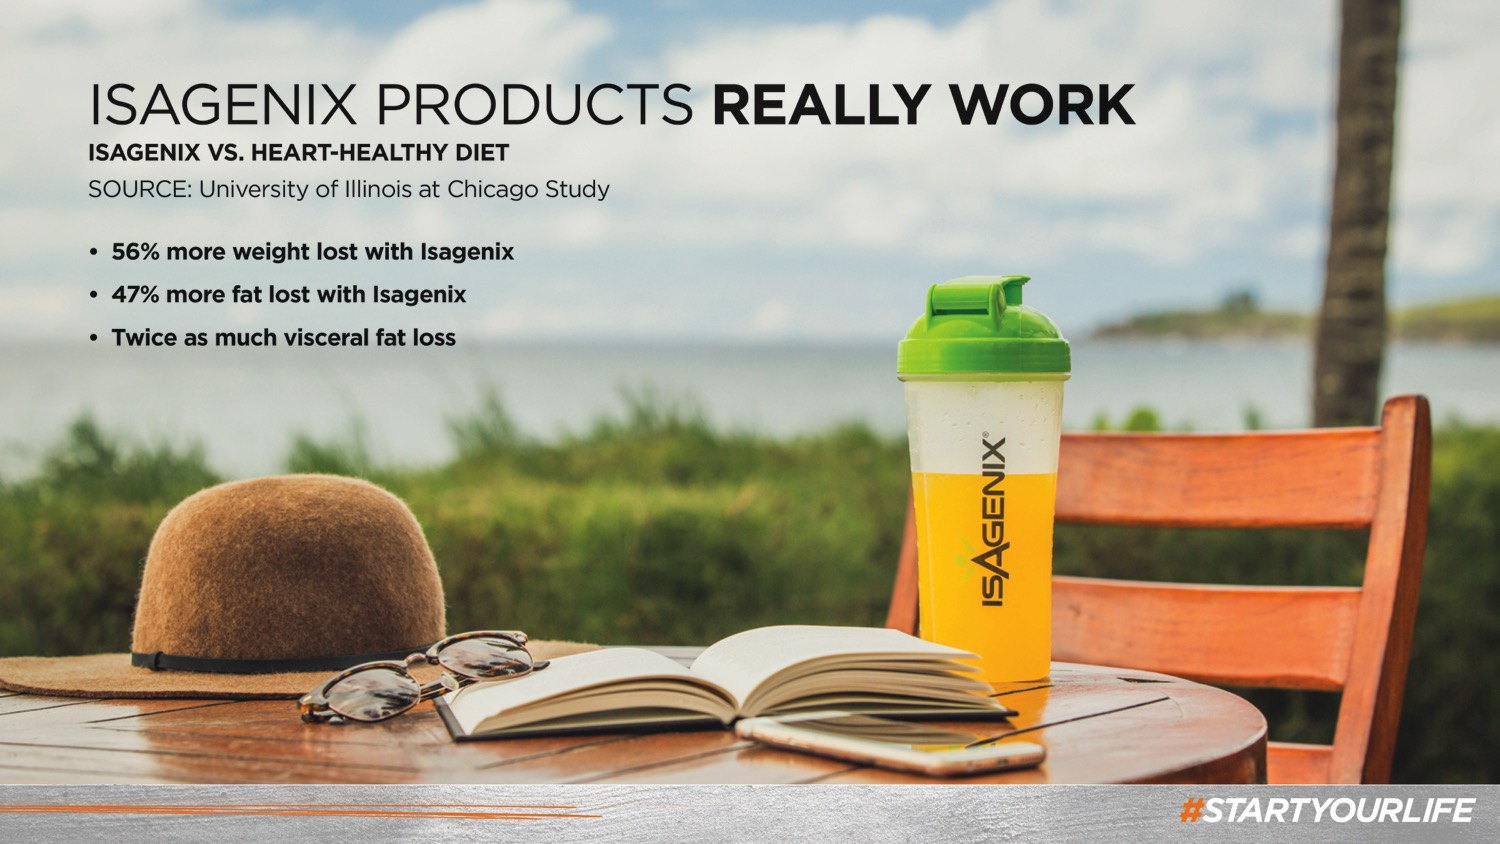 ISAGENIX PRODUCTS REALLY WORK
ISAGENIX VS. HEART-HEALTHY DIET
SOURCE: University of Illinois at Chicago Study
• 56% more weight lost with Isagenix
• 47% more fat lost with Isagenix
• Twice as much visceral fat loss
ISAGENIX®
#STARTYOURLIFE